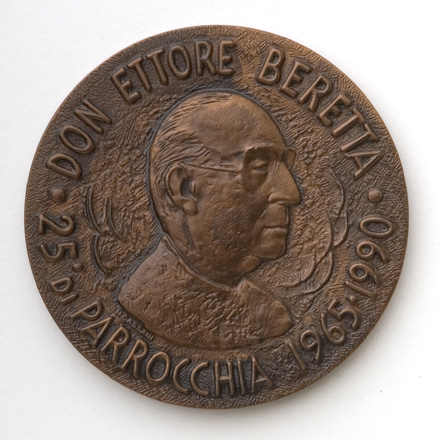 DON ETTORE BERETTA
25° DI PARROCCHIA 1965·1990